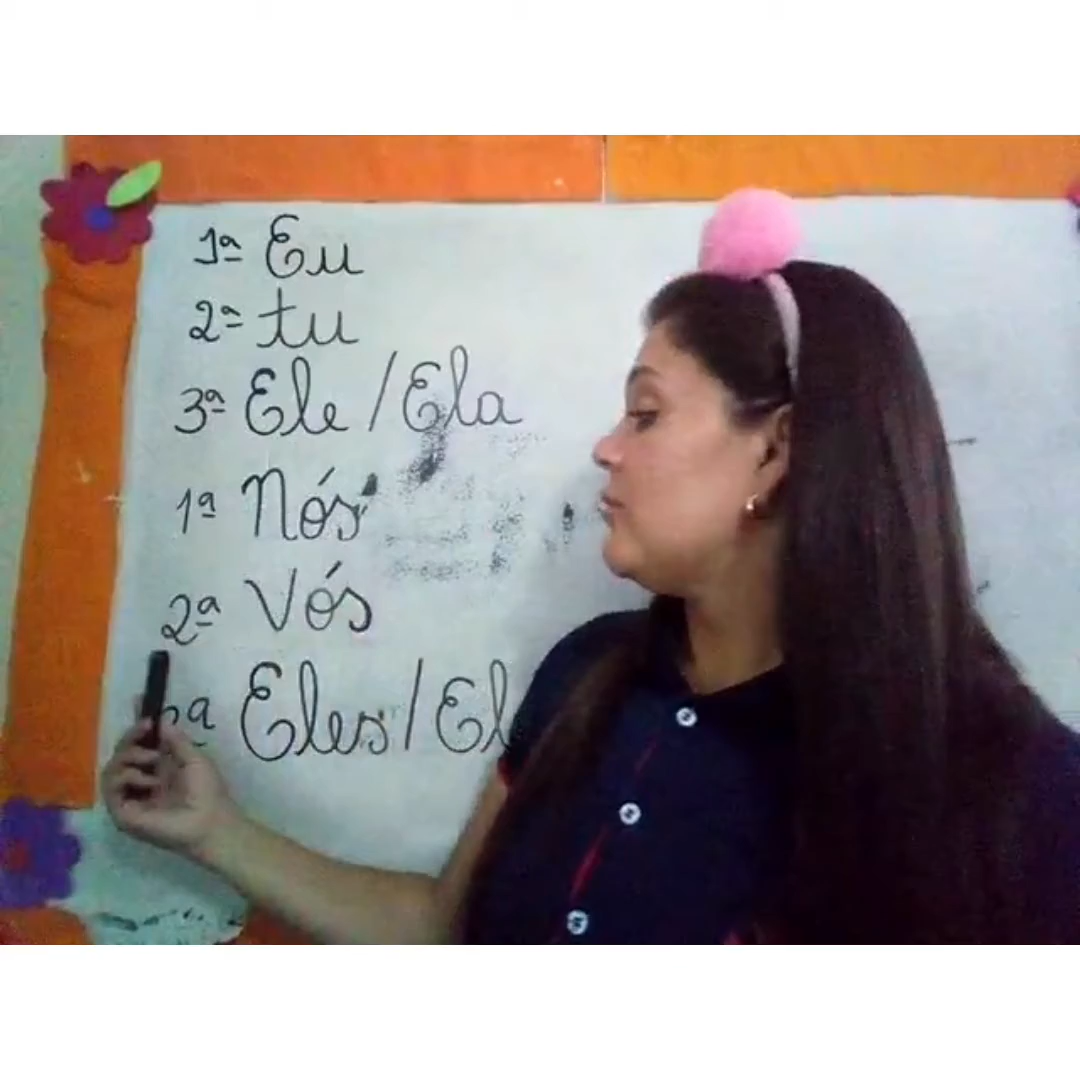 1ª Eu
2ª tu
3ª Ele / Ela
1ª Nós
2ª Vós
Eles /